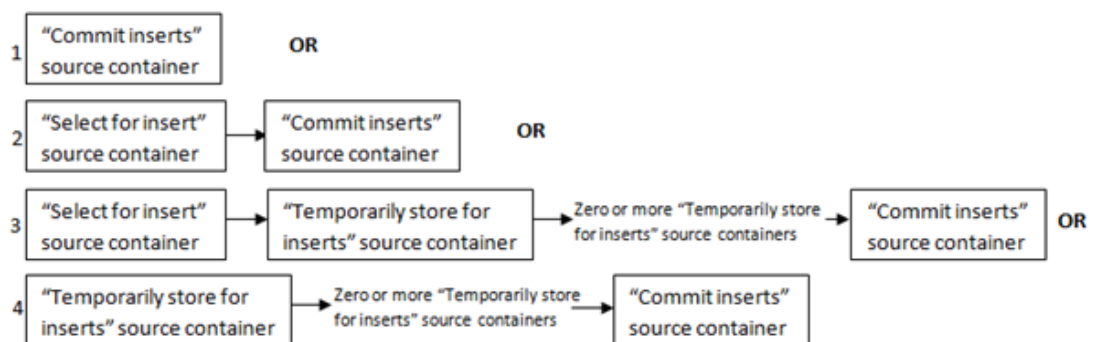 “Commit inserts”
1 source container OR
“Select for insert” “Commit inserts” OR
2 source container source container
“Select for insert” “Temporarily store for Zero or more “Temporarily store “Commit inserts”
3 source container inserts” source container for inserts” source containers source container OR
“Temporarily store for Zero or more “Temporarily store “Commit inserts”
4 inserts” source container for inserts” source containers source container